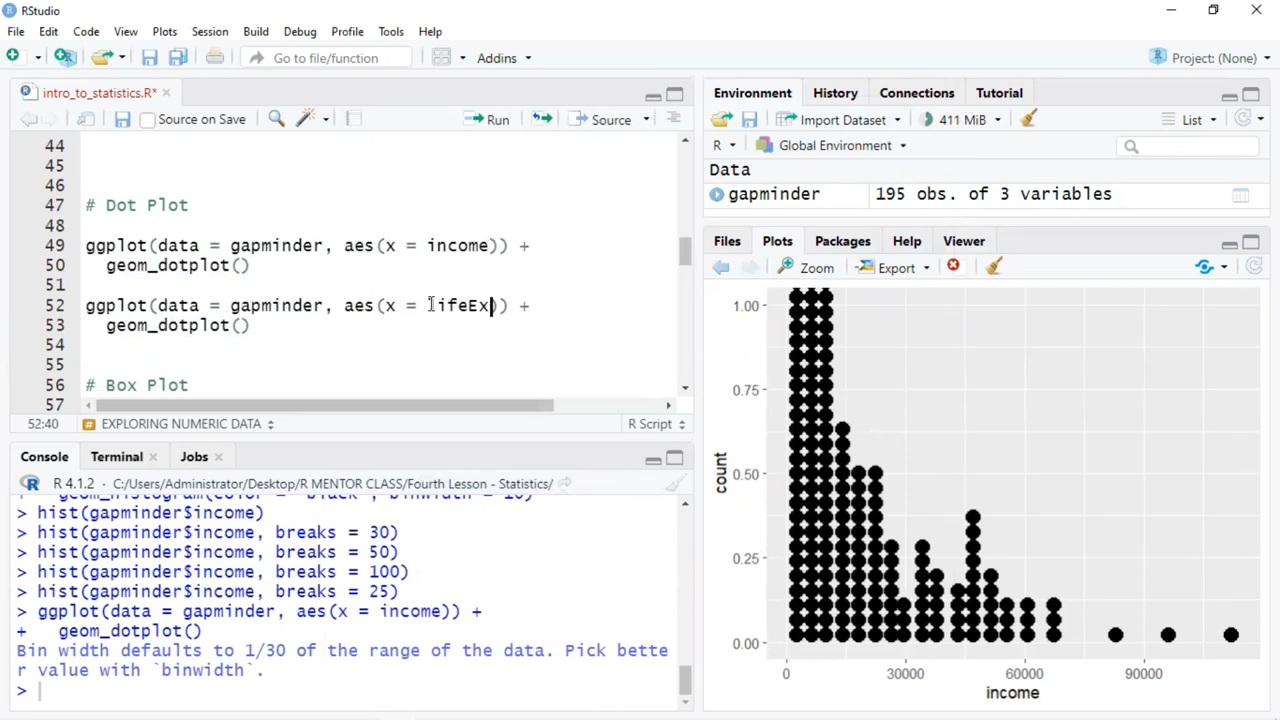 RStudio
File Edit Code View Plots Session Build Debug Profile Tools Help
Go to file/function Addins Project: (None)
intro_to_statistics.R*
Source on Save Run Source
44
45
46
47 # Dot Plot
48
49 ggplot(data = gapminder, aes(x = income)) +
50 geom_dotplot()
51
52 ggplot(data = gapminder, aes(x = lifeEx)) +
53 geom_dotplot()
54
55
56 # Box Plot
57
52:40 # EXPLORING NUMERIC DATA R Script
Console Terminal Jobs
R 4.1.2 · C:/Users/Administrator/Desktop/R MENTOR CLASS/Fourth Lesson - Statistics/
+ geom_histogram(color = "black", binwidth = 10)
> hist(gapminder$income)
> hist(gapminder$income, breaks = 30)
> hist(gapminder$income, breaks = 50)
> hist(gapminder$income, breaks = 100)
> hist(gapminder$income, breaks = 25)
> ggplot(data = gapminder, aes(x = income)) +
+ geom_dotplot()
Bin width defaults to 1/30 of the range of the data. Pick bette
r value with `binwidth`.
>
Environment History Connections Tutorial
Import Dataset 411 MiB List
R Global Environment
Data
gapminder 195 obs. of 3 variables
Files Plots Packages Help Viewer
Zoom Export
1.00
0.75
0.50
0.25
0.00
count
0 30000 60000 90000
income